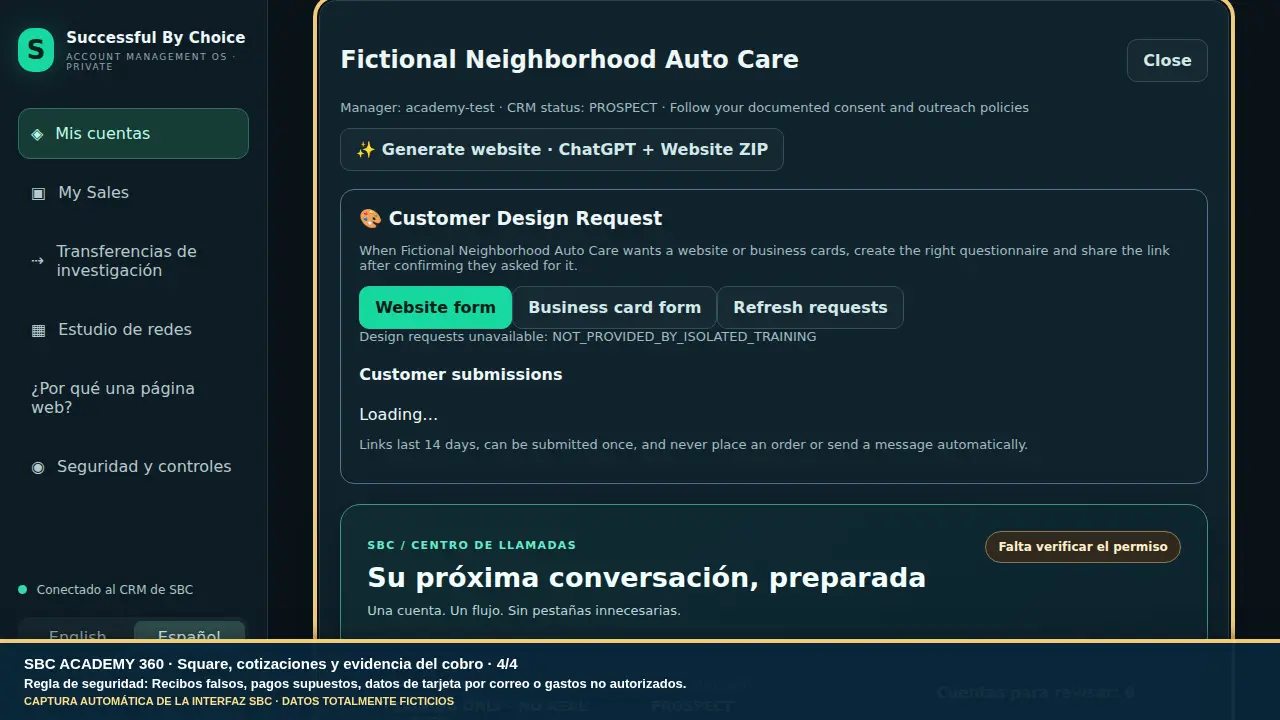 S
Successful By Choice
ACCOUNT MANAGEMENT OS ·
PRIVATE
Mis cuentas
My Sales
Transferencias de
investigación
Estudio de redes
¿Por qué una página
web?
Seguridad y controles
Conectado al CRM de SBC
English
Español
Fictional Neighborhood Auto Care
Close
Manager: academy-test · CRM status: PROSPECT · Follow your documented consent and outreach policies
✨ Generate website · ChatGPT + Website ZIP
🎨 Customer Design Request
When Fictional Neighborhood Auto Care wants a website or business cards, create the right questionnaire and share the link
after confirming they asked for it.
Website form
Business card form
Refresh requests
Design requests unavailable: NOT_PROVIDED_BY_ISOLATED_TRAINING
Customer submissions
Loading…
Links last 14 days, can be submitted once, and never place an order or send a message automatically.
SBC / CENTRO DE LLAMADAS
Falta verificar el permiso
Su próxima conversación, preparada
Una cuenta. Un flujo. Sin pestañas innecesarias.
SBC ACADEMY 360 · Square, cotizaciones y evidencia del cobro · 4/4
Regla de seguridad: Recibos falsos, pagos supuestos, datos de tarjeta por correo o gastos no autorizados.
CAPTURA AUTOMÁTICA DE LA INTERFAZ SBC · DATOS TOTALMENTE FICTICIOS
PROSPECT
Cuentas para revisar: 6